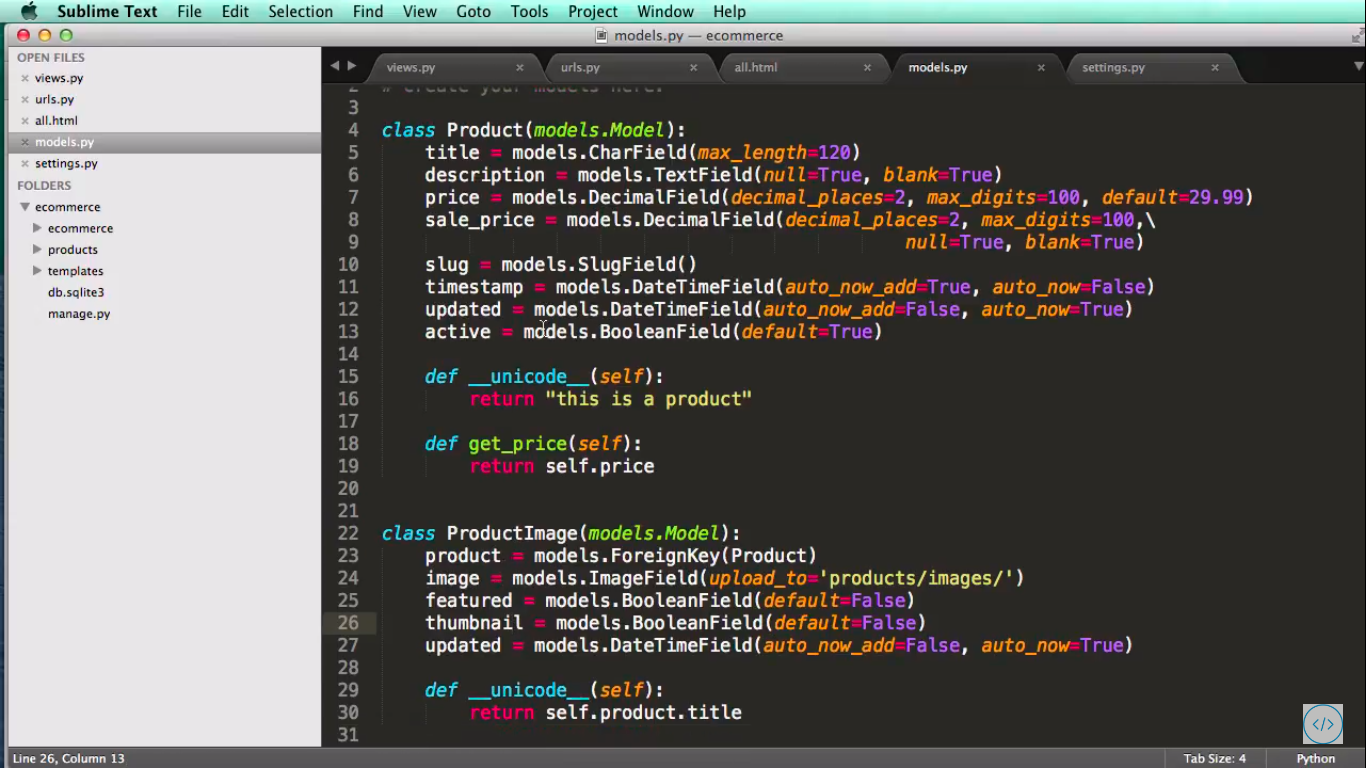 Sublime Text File Edit Selection Find View Goto Tools Project Window Help
models.py — ecommerce
OPEN FILES
views.py
urls.py
all.html
models.py
settings.py
FOLDERS
ecommerce
ecommerce
products
templates
db.sqlite3
manage.py
views.py urls.py all.html models.py settings.py
2 # Create your models here.
3
4 class Product(models.Model):
5 title = models.CharField(max_length=120)
6 description = models.TextField(null=True, blank=True)
7 price = models.DecimalField(decimal_places=2, max_digits=100, default=29.99)
8 sale_price = models.DecimalField(decimal_places=2, max_digits=100,\
9 null=True, blank=True)
10 slug = models.SlugField()
11 timestamp = models.DateTimeField(auto_now_add=True, auto_now=False)
12 updated = models.DateTimeField(auto_now_add=False, auto_now=True)
13 active = models.BooleanField(default=True)
14
15 def __unicode__(self):
16 return "this is a product"
17
18 def get_price(self):
19 return self.price
20
21
22 class ProductImage(models.Model):
23 product = models.ForeignKey(Product)
24 image = models.ImageField(upload_to='products/images/')
25 featured = models.BooleanField(default=False)
26 thumbnail = models.BooleanField(default=False)
27 updated = models.DateTimeField(auto_now_add=False, auto_now=True)
28
29 def __unicode__(self):
30 return self.product.title
31
</>
Line 26, Column 13 Tab Size: 4 Python